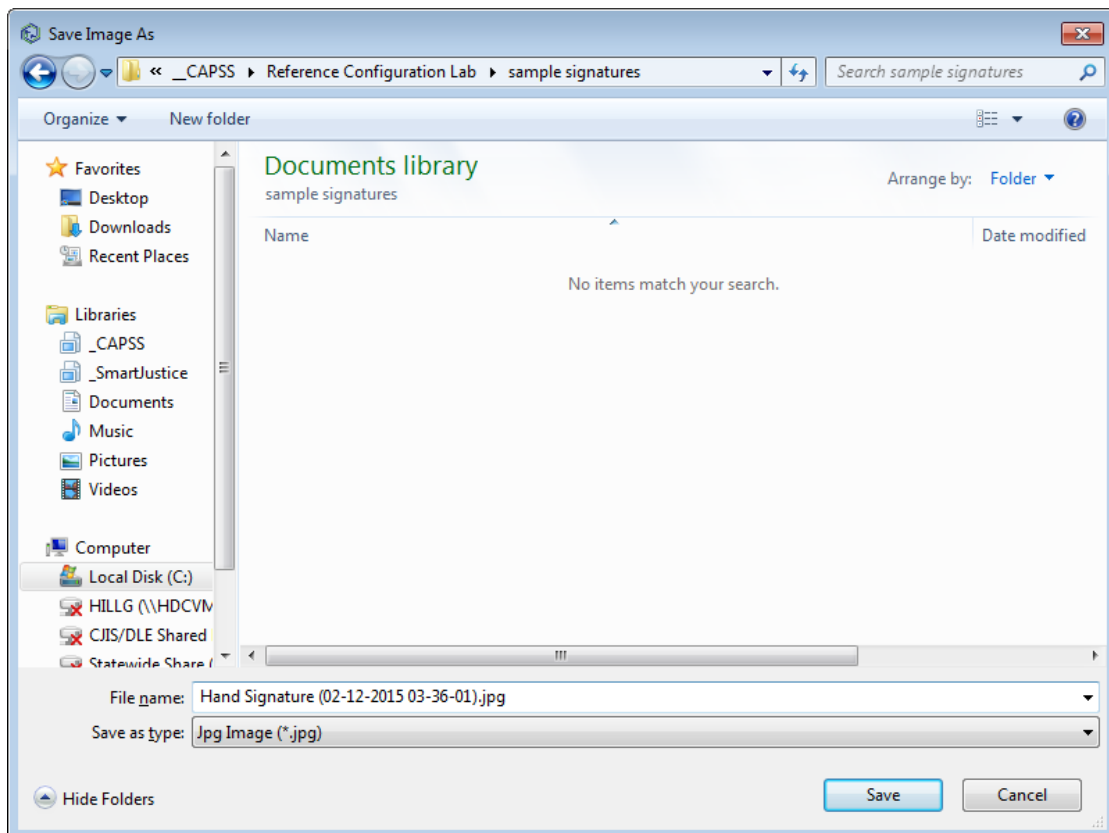 Save Image As
« __CAPSS ▸ Reference Configuration Lab ▸ sample signatures
Search sample signatures
Organize
New folder
Favorites
Desktop
Downloads
Recent Places
Libraries
_CAPSS
_SmartJustice
Documents
Music
Pictures
Videos
Computer
Local Disk (C:)
HILLG (\\HDCVM
CJIS/DLE Shared
Statewide Share (
Documents library
sample signatures
Arrange by: Folder
Name Date modified
No items match your search.
File name: Hand Signature (02-12-2015 03-36-01).jpg
Save as type: Jpg Image (*.jpg)
Hide Folders
Save
Cancel